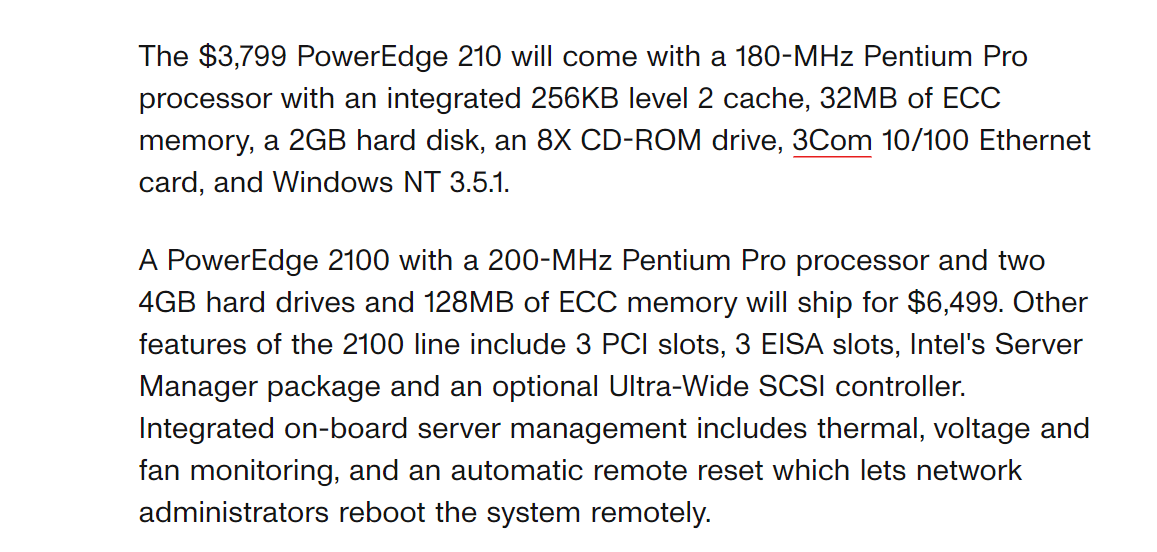 The $3,799 PowerEdge 210 will come with a 180-MHz Pentium Pro
processor with an integrated 256KB level 2 cache, 32MB of ECC
memory, a 2GB hard disk, an 8X CD-ROM drive, 3Com 10/100 Ethernet
card, and Windows NT 3.5.1.
A PowerEdge 2100 with a 200-MHz Pentium Pro processor and two
4GB hard drives and 128MB of ECC memory will ship for $6,499. Other
features of the 2100 line include 3 PCI slots, 3 EISA slots, Intel's Server
Manager package and an optional Ultra-Wide SCSI controller.
Integrated on-board server management includes thermal, voltage and
fan monitoring, and an automatic remote reset which lets network
administrators reboot the system remotely.